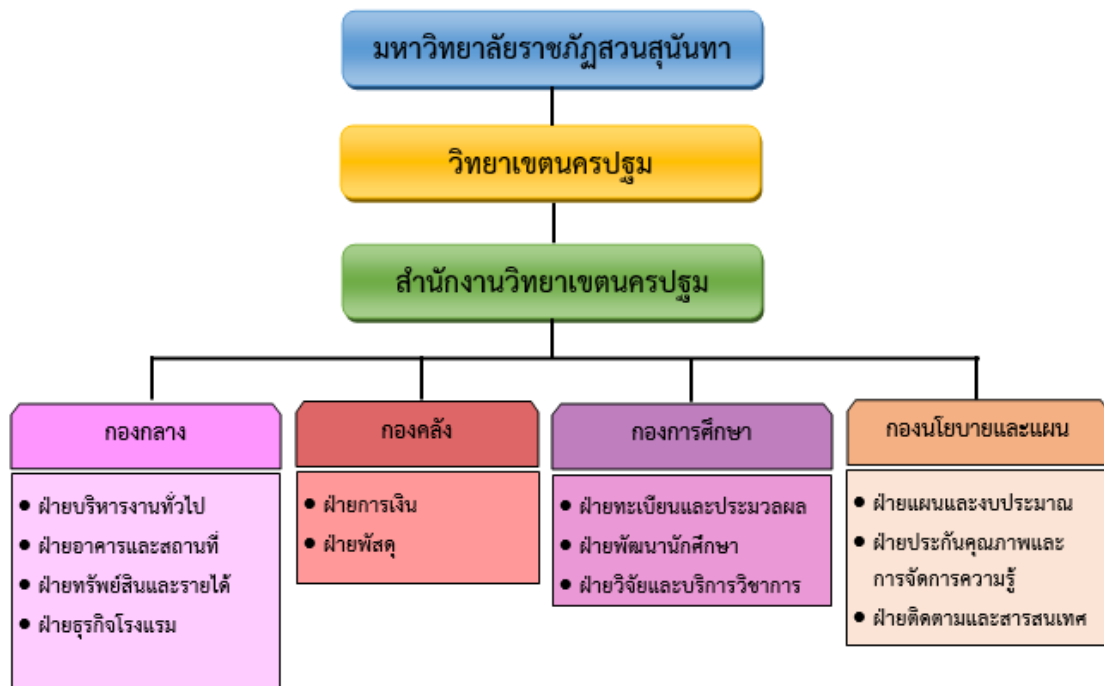 มหาวิทยาลัยราชภัฏสวนสุนันทา
วิทยาเขตนครปฐม
สำนักงานวิทยาเขตนครปฐม
กองกลาง
● ฝ่ายบริหารงานทั่วไป
● ฝ่ายอาคารและสถานที่
● ฝ่ายทรัพย์สินและรายได้
● ฝ่ายธุรกิจโรงแรม
กองคลัง
● ฝ่ายการเงิน
● ฝ่ายพัสดุ
กองการศึกษา
● ฝ่ายทะเบียนและประมวลผล
● ฝ่ายพัฒนานักศึกษา
● ฝ่ายวิจัยและบริการวิชาการ
กองนโยบายและแผน
● ฝ่ายแผนและงบประมาณ
● ฝ่ายประกันคุณภาพและ
การจัดการความรู้
● ฝ่ายติดตามและสารสนเทศ